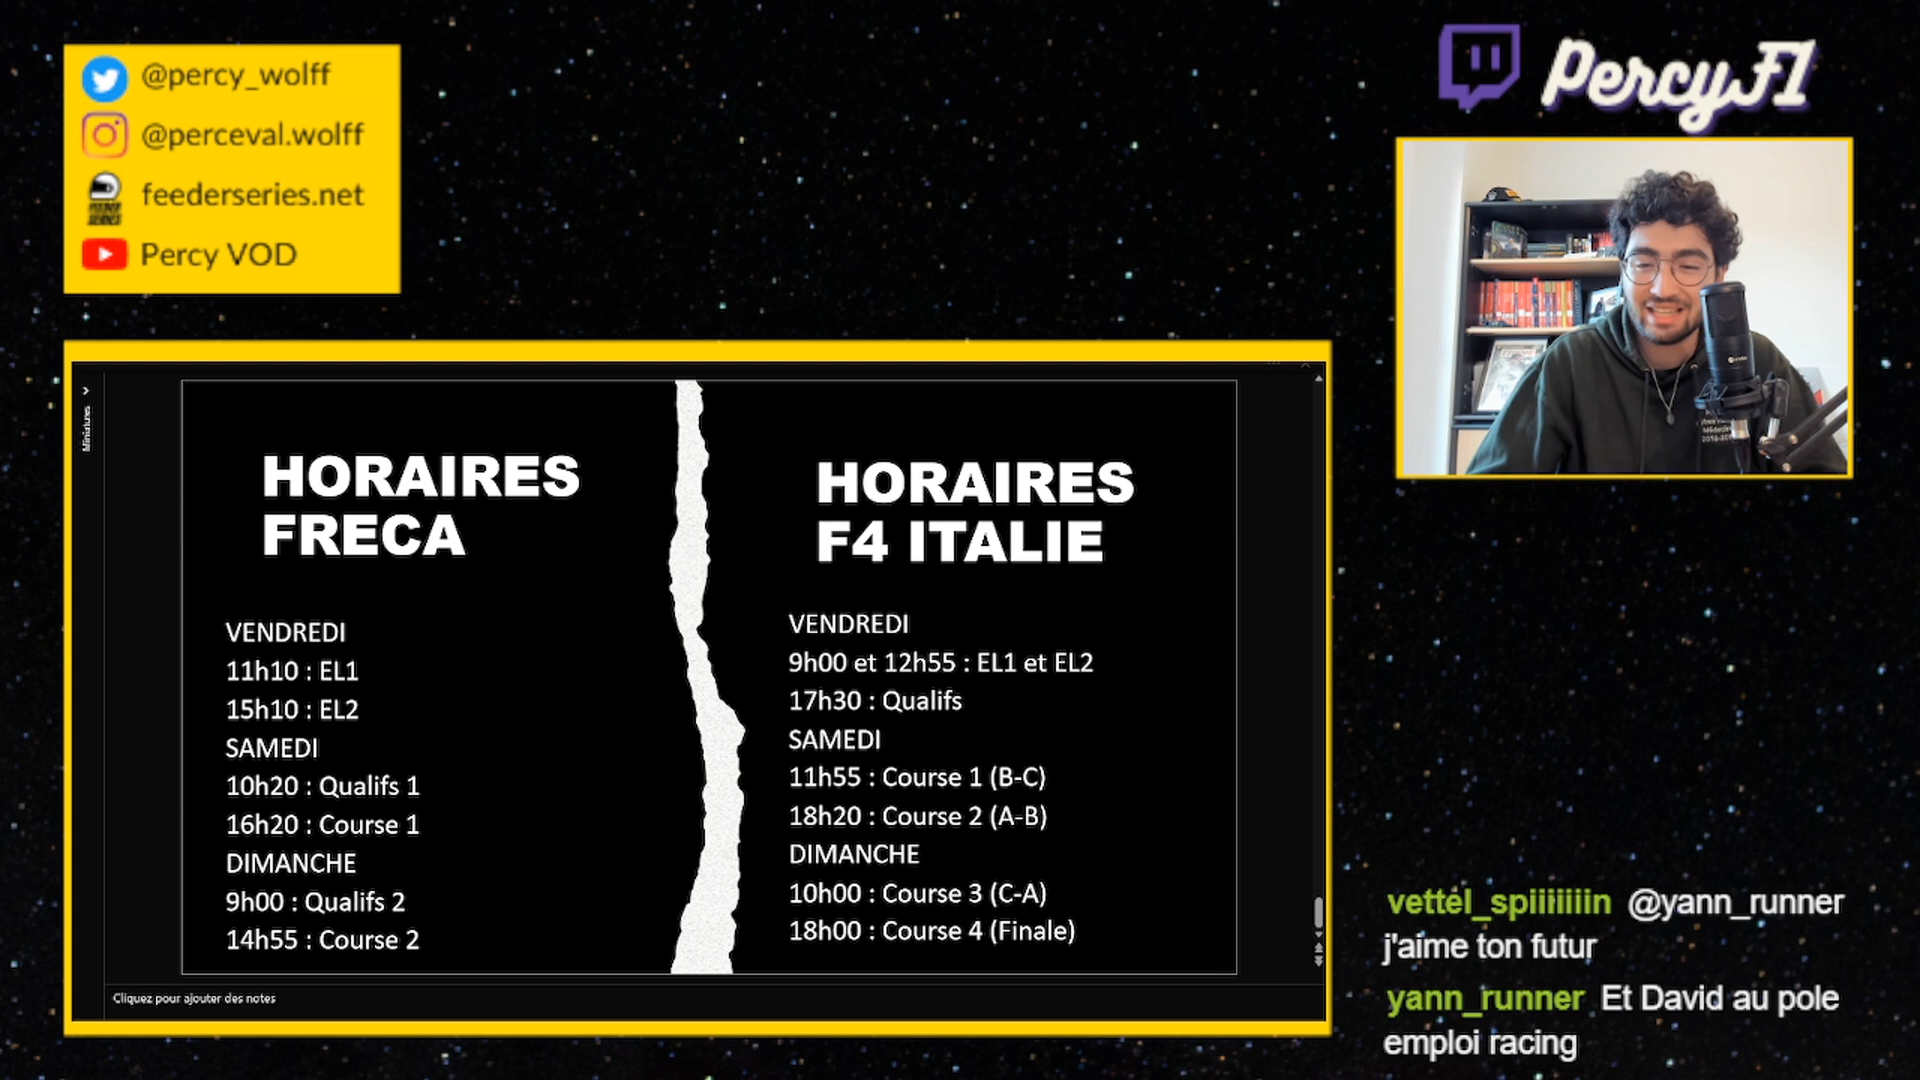 @percy_wolff
@perceval.wolff
feederseries.net
Percy VOD
PercyF1
Miniatures
HORAIRES
FRECA
VENDREDI
11h10 : EL1
15h10 : EL2
SAMEDI
10h20 : Qualifs 1
16h20 : Course 1
DIMANCHE
9h00 : Qualifs 2
14h55 : Course 2
HORAIRES
F4 ITALIE
VENDREDI
9h00 et 12h55 : EL1 et EL2
17h30 : Qualifs
SAMEDI
11h55 : Course 1 (B-C)
18h20 : Course 2 (A-B)
DIMANCHE
10h00 : Course 3 (C-A)
18h00 : Course 4 (Finale)
Cliquez pour ajouter des notes
vettel_spiiiiiiin @yann_runner
j'aime ton futur
yann_runner Et David au pole
emploi racing